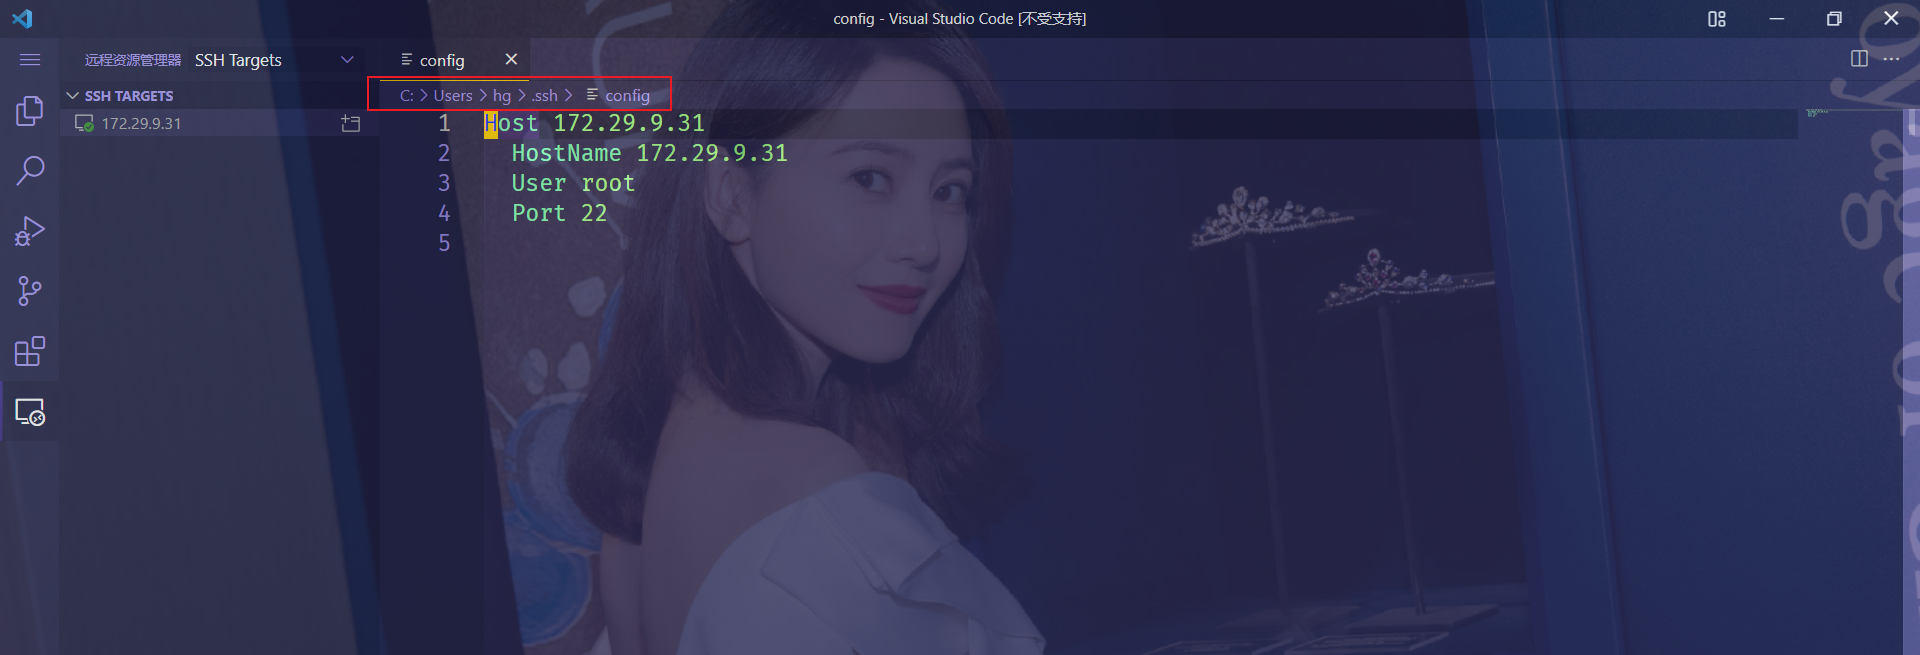 config - Visual Studio Code [不受支持]
远程资源管理器 SSH Targets
SSH TARGETS
172.29.9.31
config
C: > Users > hg > .ssh > config
1 Host 172.29.9.31
2 HostName 172.29.9.31
3 User root
4 Port 22
5